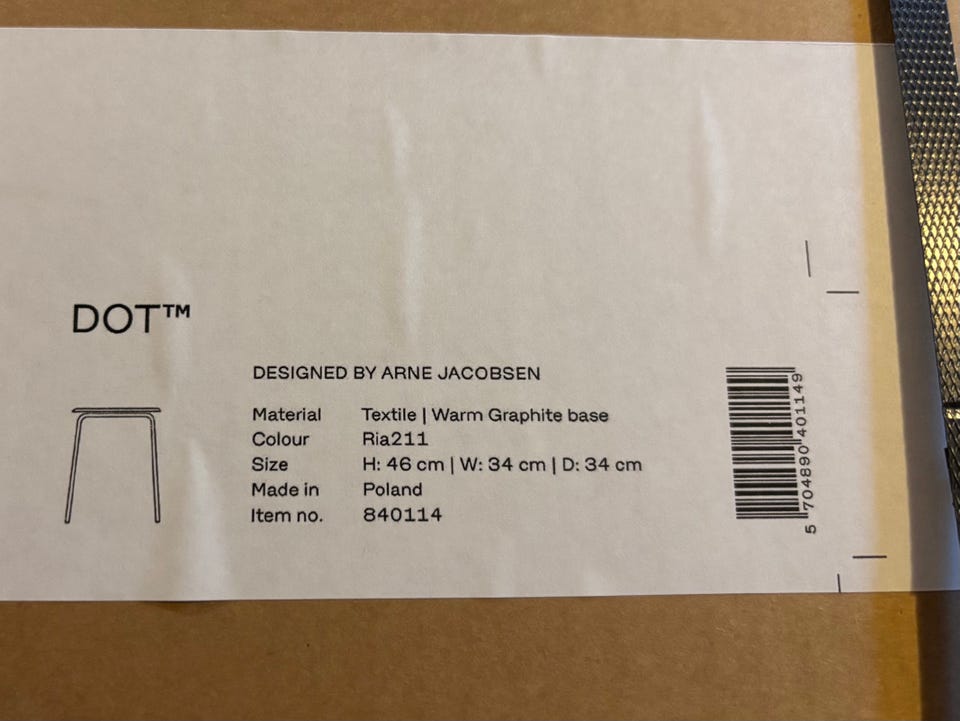 DOT™
DESIGNED BY ARNE JACOBSEN
Material Textile | Warm Graphite base
Colour Ria211
Size H: 46 cm | W: 34 cm | D: 34 cm
Made in Poland
Item no. 840114
5 704890 401149